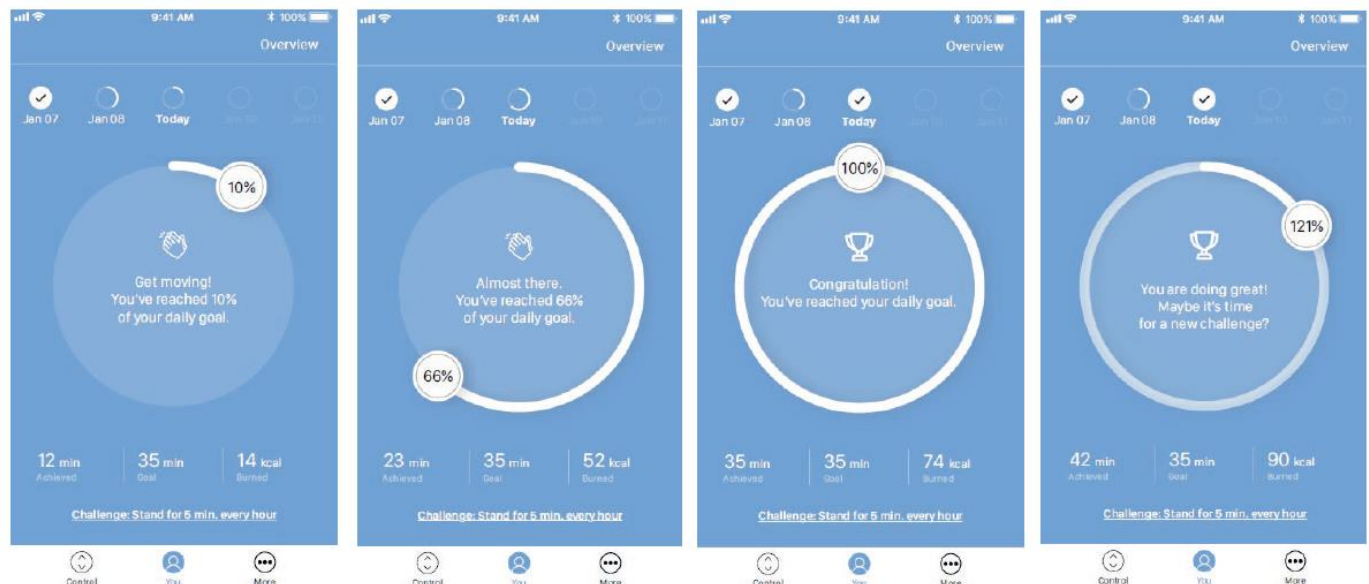 9:41 AM 100%
Overview
Jan 07 Jan 08 Today
10%
Get moving!
You've reached 10%
of your daily goal.
12 min 35 min 14 kcal
Achieved Goal Burned
Challenge: Stand for 5 min. every hour
Control You More
9:41 AM 100%
Overview
Jan 07 Jan 08 Today
Almost there.
You've reached 66%
of your daily goal.
66%
23 min 35 min 52 kcal
Achieved Goal Burned
Challenge: Stand for 5 min. every hour
Control You More
9:41 AM 100%
Overview
Jan 07 Jan 08 Today
100%
Congratulation!
You've reached your daily goal.
35 min 35 min 74 kcal
Achieved Goal Burned
Challenge: Stand for 5 min. every hour
Control You More
9:41 AM 100%
Overview
Jan 07 Jan 08 Today
121%
You are doing great!
Maybe it's time
for a new challenge?
42 min 35 min 90 kcal
Achieved Goal Burned
Challenge: Stand for 5 min. every hour
Control You More